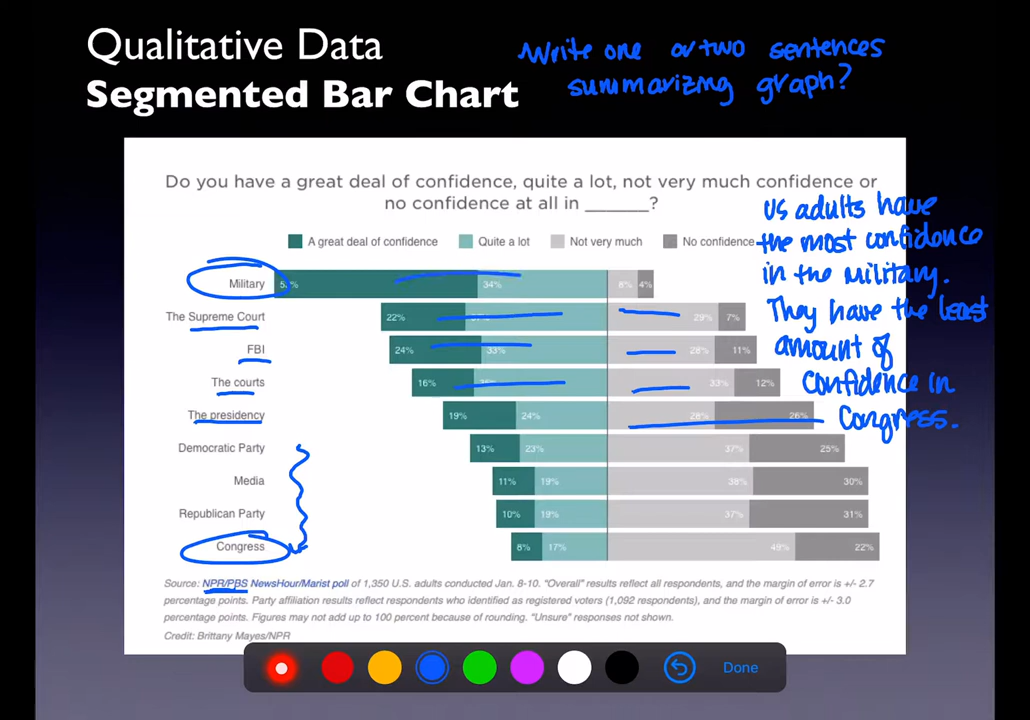 Qualitative Data
Segmented Bar Chart
Write one or two sentences
summarizing graph?
Do you have a great deal of confidence, quite a lot, not very much confidence or
no confidence at all in ______?
A great deal of confidence Quite a lot Not very much No confidence
US adults have
the most confidence
in the military.
They have the least
amount of
confidence in
Congress.
Military 34% 8% 4%
The Supreme Court 22% 29% 7%
FBI 24% 33% 28% 11%
The courts 16% 33% 12%
The presidency 19% 24% 28% 26%
Democratic Party 13% 23% 37% 25%
Media 11% 19% 38% 30%
Republican Party 10% 19% 37% 31%
Congress 8% 17% 49% 22%
Source: NPR/PBS NewsHour/Marist poll of 1,350 U.S. adults conducted Jan. 8-10. "Overall" results reflect all respondents, and the margin of error is +/- 2.7
percentage points. Party affiliation results reflect respondents who identified as registered voters (1,092 respondents), and the margin of error is +/- 3.0
percentage points. Figures may not add up to 100 percent because of rounding. "Unsure" responses not shown.
Credit: Brittany Mayes/NPR
Done